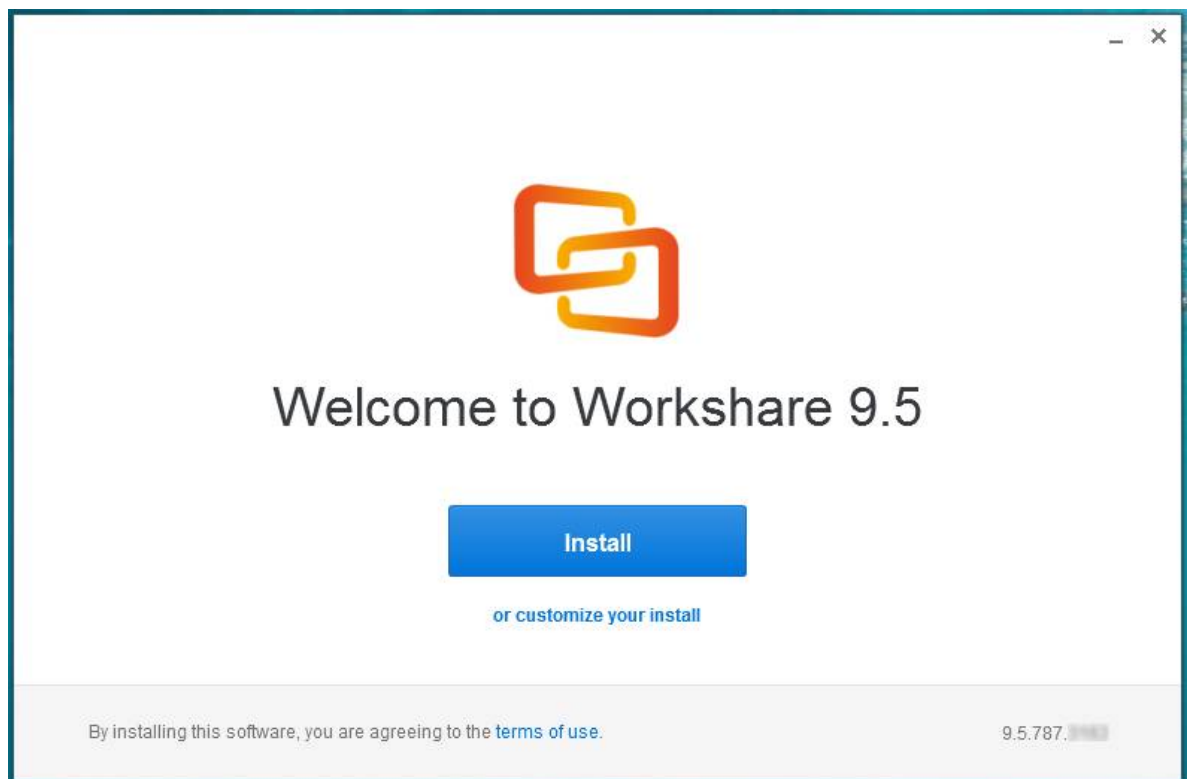 Welcome to Workshare 9.5
Install
or customize your install
By installing this software, you are agreeing to the terms of use.
9.5.787.